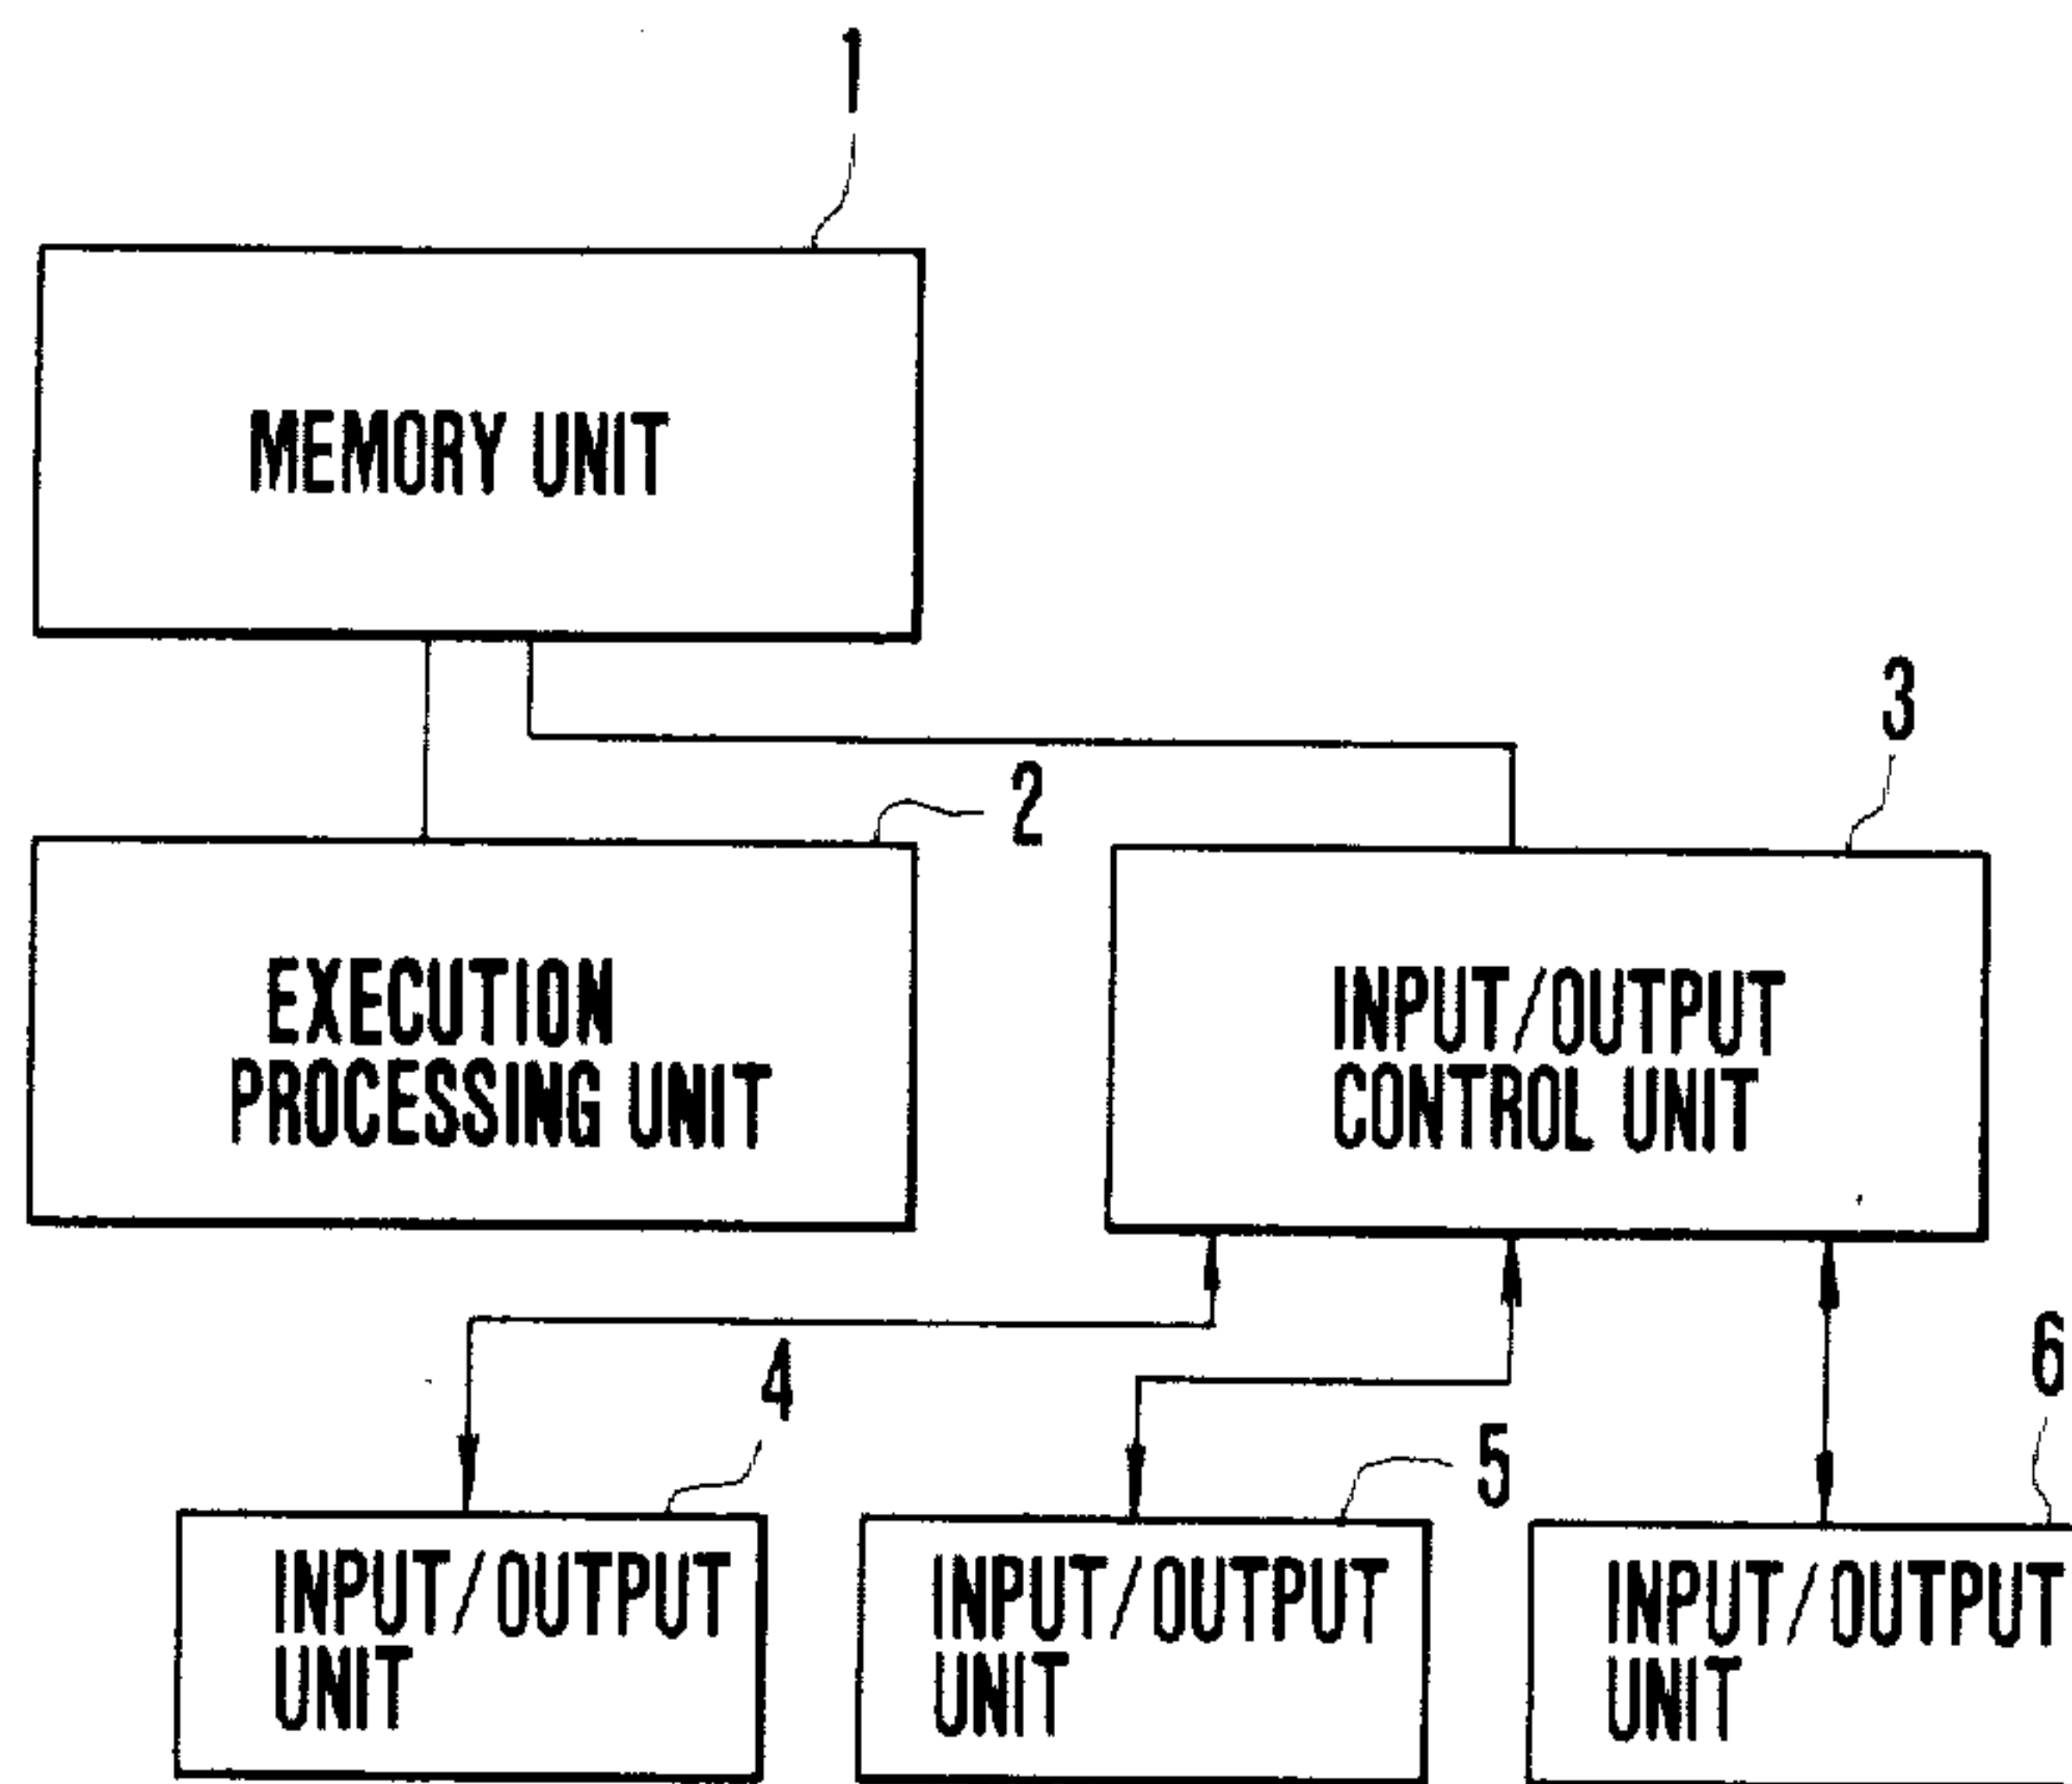 1
MEMORY UNIT
3
2
EXECUTION
PROCESSING UNIT
INPUT/OUTPUT
CONTROL UNIT
4
5
6
INPUT/OUTPUT
UNIT
INPUT/OUTPUT
UNIT
INPUT/OUTPUT
UNIT